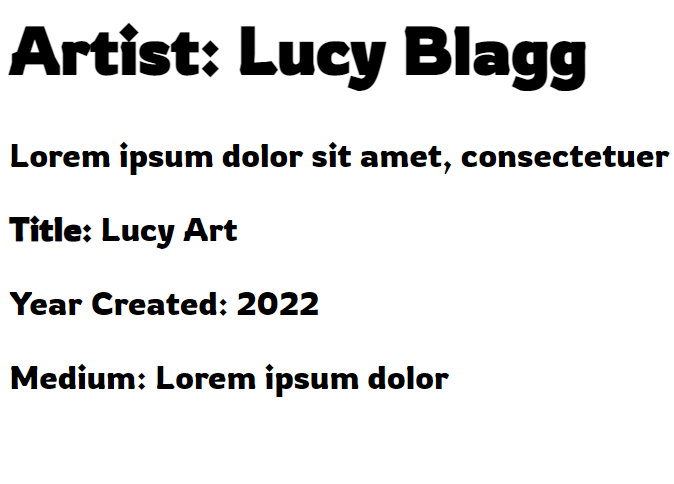 Artist: Lucy Blagg
Lorem ipsum dolor sit amet, consectetuer
Title: Lucy Art
Year Created: 2022
Medium: Lorem ipsum dolor